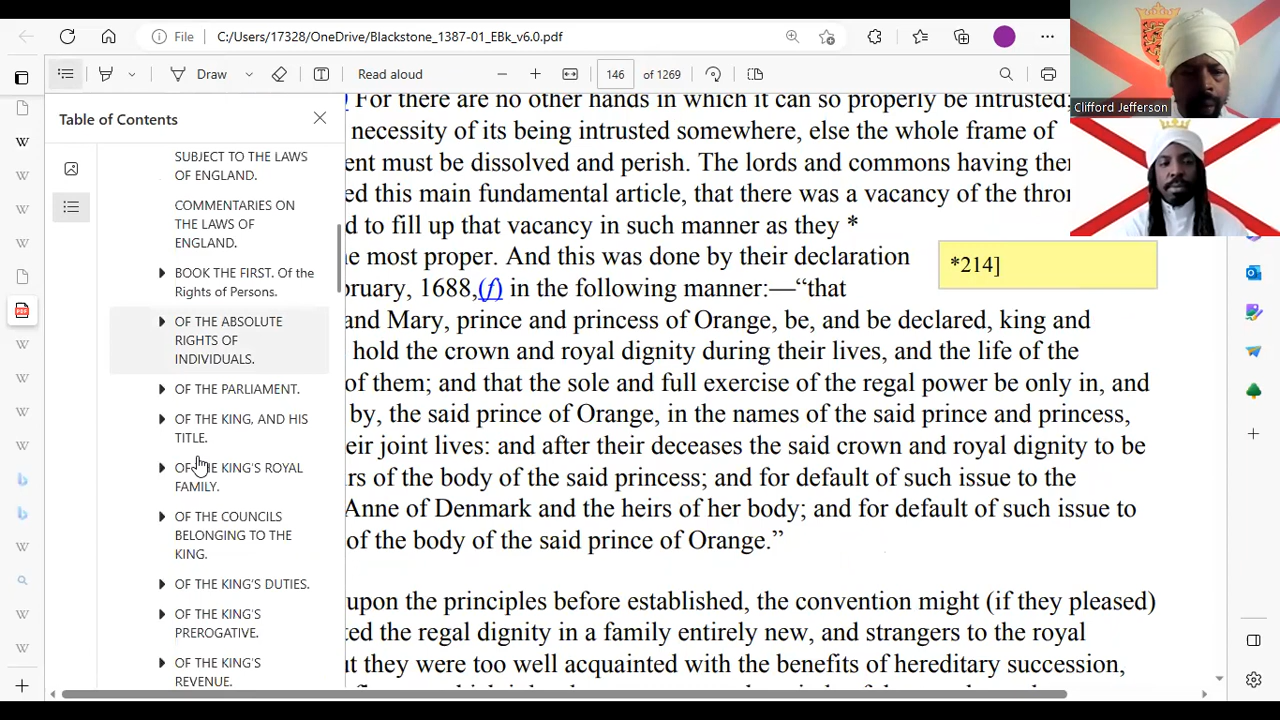 File
C:/Users/17328/OneDrive/Blackstone_1387-01_EBk_v6.0.pdf
Draw
Read aloud
146
of 1269
Table of Contents
SUBJECT TO THE LAWS
OF ENGLAND.
COMMENTARIES ON
THE LAWS OF
ENGLAND.
BOOK THE FIRST. Of the
Rights of Persons.
OF THE ABSOLUTE
RIGHTS OF
INDIVIDUALS.
OF THE PARLIAMENT.
OF THE KING, AND HIS
TITLE.
OF THE KING'S ROYAL
FAMILY.
OF THE COUNCILS
BELONGING TO THE
KING.
OF THE KING'S DUTIES.
OF THE KING'S
PREROGATIVE.
OF THE KING'S
REVENUE.
) For there are no other hands in which it can so properly be intrusted;
necessity of its being intrusted somewhere, else the whole frame of
ent must be dissolved and perish. The lords and commons having ther
ed this main fundamental article, that there was a vacancy of the thron
d to fill up that vacancy in such manner as they *
e most proper. And this was done by their declaration
*214]
bruary, 1688,(f) in the following manner:—“that
and Mary, prince and princess of Orange, be, and be declared, king and
hold the crown and royal dignity during their lives, and the life of the
of them; and that the sole and full exercise of the regal power be only in, and
by, the said prince of Orange, in the names of the said prince and princess,
eir joint lives: and after their deceases the said crown and royal dignity to be
rs of the body of the said princess; and for default of such issue to the
Anne of Denmark and the heirs of her body; and for default of such issue to
of the body of the said prince of Orange.”
upon the principles before established, the convention might (if they pleased)
ted the regal dignity in a family entirely new, and strangers to the royal
ut they were too well acquainted with the benefits of hereditary succession,
Clifford Jefferson